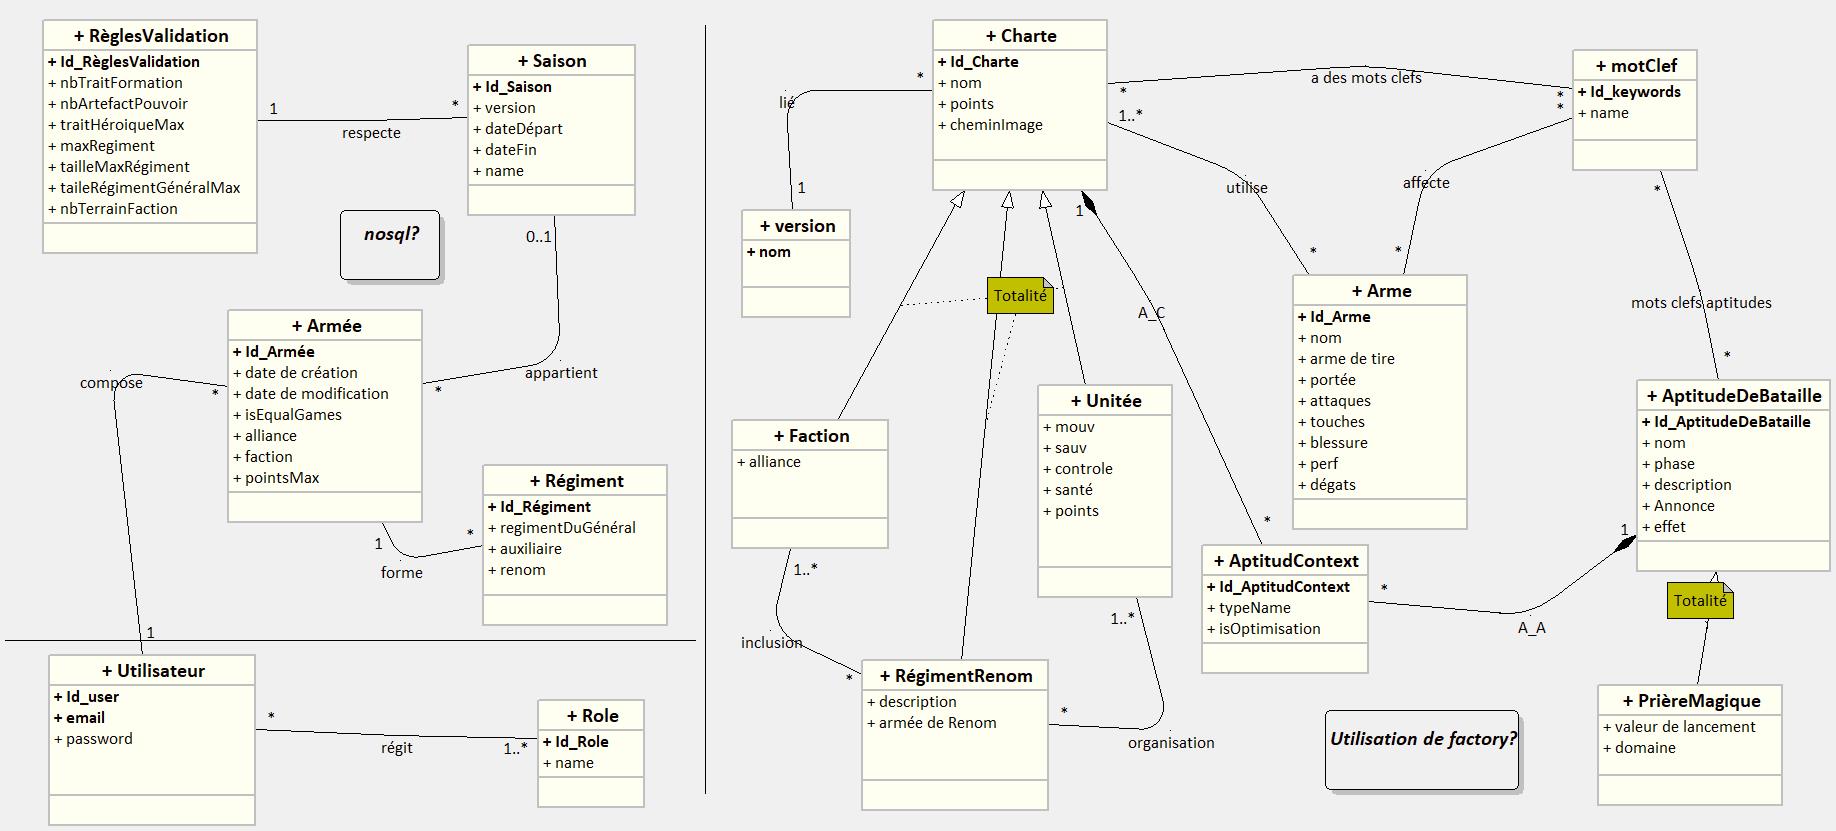 + RèglesValidation
+ Id_RèglesValidation
+ nbTraitFormation
+ nbArtefactPouvoir
+ traitHéroiqueMax
+ maxRegiment
+ tailleMaxRégiment
+ taileRégimentGénéralMax
+ nbTerrainFaction
1
*
respecte
+ Saison
+ Id_Saison
+ version
+ dateDépart
+ dateFin
+ name
nosql?
0..1
*
appartient
+ Armée
+ Id_Armée
+ date de création
+ date de modification
+ isEqualGames
+ alliance
+ faction
+ pointsMax
compose
*
1
1
*
forme
+ Régiment
+ Id_Régiment
+ regimentDuGénéral
+ auxiliaire
+ renom
+ Utilisateur
+ Id_user
+ email
+ password
*
1..*
régit
+ Role
+ Id_Role
+ name
+ Charte
+ Id_Charte
+ nom
+ points
+ cheminImage
*
lié
1
+ version
+ nom
*
a des mots clefs
*
+ motClef
+ Id_keywords
+ name
1..*
utilise
*
*
affecte
*
+ Arme
+ Id_Arme
+ nom
+ arme de tire
+ portée
+ attaques
+ touches
+ blessure
+ perf
+ dégats
*
mots clefs aptitudes
*
+ AptitudeDeBataille
+ Id_AptitudeDeBataille
+ nom
+ phase
+ description
+ Annonce
+ effet
Totalité
1
A_C
*
+ Faction
+ alliance
+ Unitée
+ mouv
+ sauv
+ controle
+ santé
+ points
+ AptitudContext
+ Id_AptitudContext
+ typeName
+ isOptimisation
*
A_A
1
Totalité
1..*
inclusion
*
+ RégimentRenom
+ description
+ armée de Renom
1..*
*
organisation
Utilisation de factory?
+ PrièreMagique
+ valeur de lancement
+ domaine